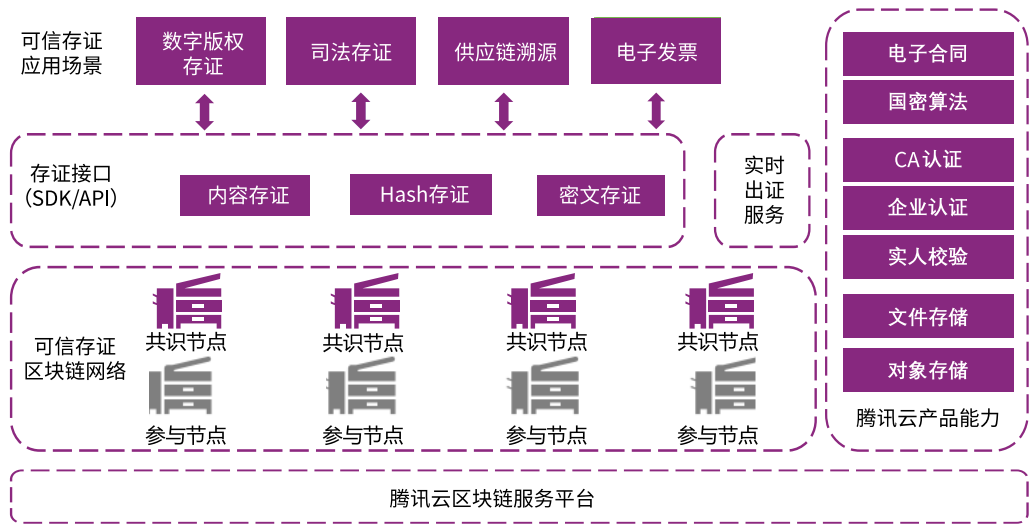 可信存证
应用场景
数字版权
存证
司法存证
供应链溯源
电子发票
存证接口
（SDK/API）
内容存证
Hash存证
密文存证
实时
出证
服务
可信存证
区块链网络
共识节点
共识节点
共识节点
共识节点
参与节点
参与节点
参与节点
参与节点
电子合同
国密算法
CA认证
企业认证
实人校验
文件存储
对象存储
腾讯云产品能力
腾讯云区块链服务平台